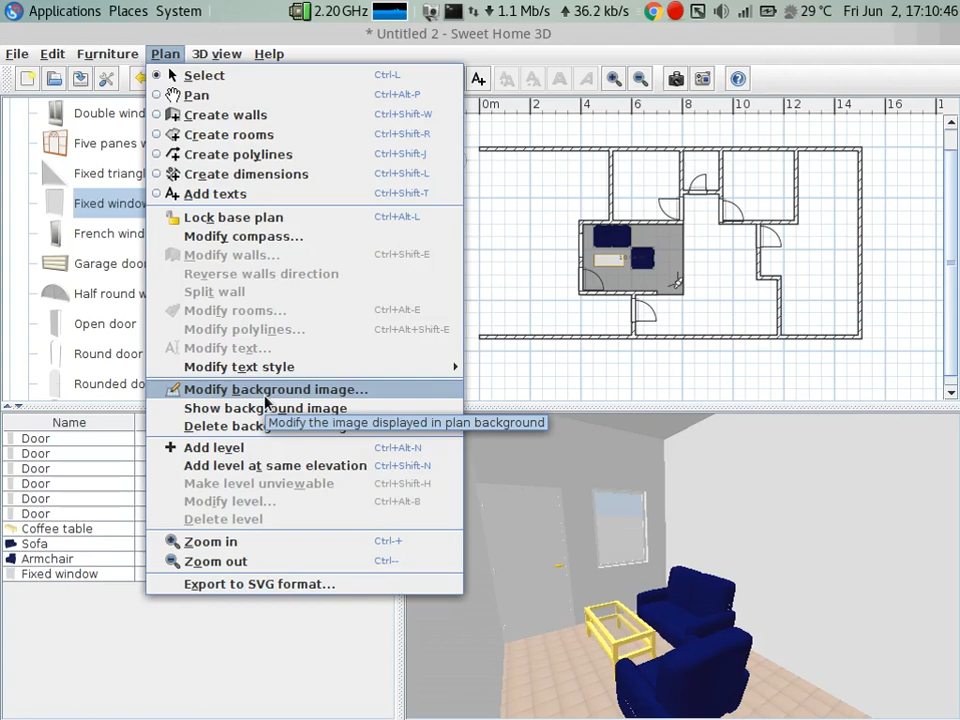 Applications Places System 2.20 GHz 1.1 Mb/s 36.2 kb/s 29 °C Fri Jun 2, 17:10:46
* Untitled 2 - Sweet Home 3D
File Edit Furniture Plan 3D view Help
Select Ctrl-L
Pan Ctrl+Alt-P
Create walls Ctrl+Shift-W
Create rooms Ctrl+Shift-R
Create polylines Ctrl+Shift-J
Create dimensions Ctrl+Shift-L
Add texts Ctrl+Shift-T
Lock base plan Ctrl+Alt-L
Modify compass...
Modify walls... Ctrl+Shift-E
Reverse walls direction
Split wall
Modify rooms... Ctrl+Alt-E
Modify polylines... Ctrl+Alt+Shift-E
Modify text...
Modify text style
Modify background image...
Show background image
Delete backg
Modify the image displayed in plan background
Add level Ctrl+Alt-N
Add level at same elevation Ctrl+Shift-N
Make level unviewable Ctrl+Shift-H
Modify level... Ctrl+Alt-B
Delete level
Zoom in Ctrl-+
Zoom out Ctrl--
Export to SVG format...
Double wind
Five panes w
Fixed triang
Fixed window
French wind
Garage door
Half round w
Open door
Round door
Rounded do
0m 2 4 6 8 10 12 14 16 1
Name
Door
Door
Door
Door
Door
Door
Coffee table
Sofa
Armchair
Fixed window